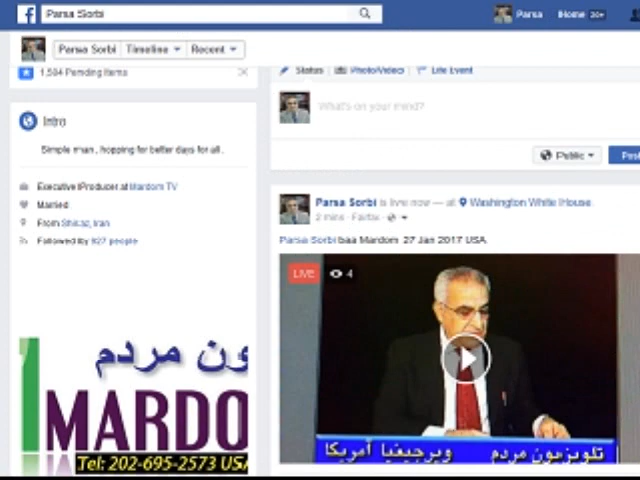 Parsa Sorbi
Parsa Home 20+
Parsa Sorbi Timeline Recent
1,504 Pending Items
Status Photo/Video Life Event
What's on your mind?
Intro
Simple man, hopping for better days for all.
Public Post
Executive Producer at Mardom TV
Married
From Shiraz, Iran
Followed by 927 people
Parsa Sorbi is live now — at Washington White House.
2 mins · Fairfax ·
Parsa Sorbi baa Mardom 27 Jan 2017 USA
LIVE 4
ون مردم
MARDO
Tel: 202-695-2573 USA
تلویزیون مردم ویرجینیا آمریکا